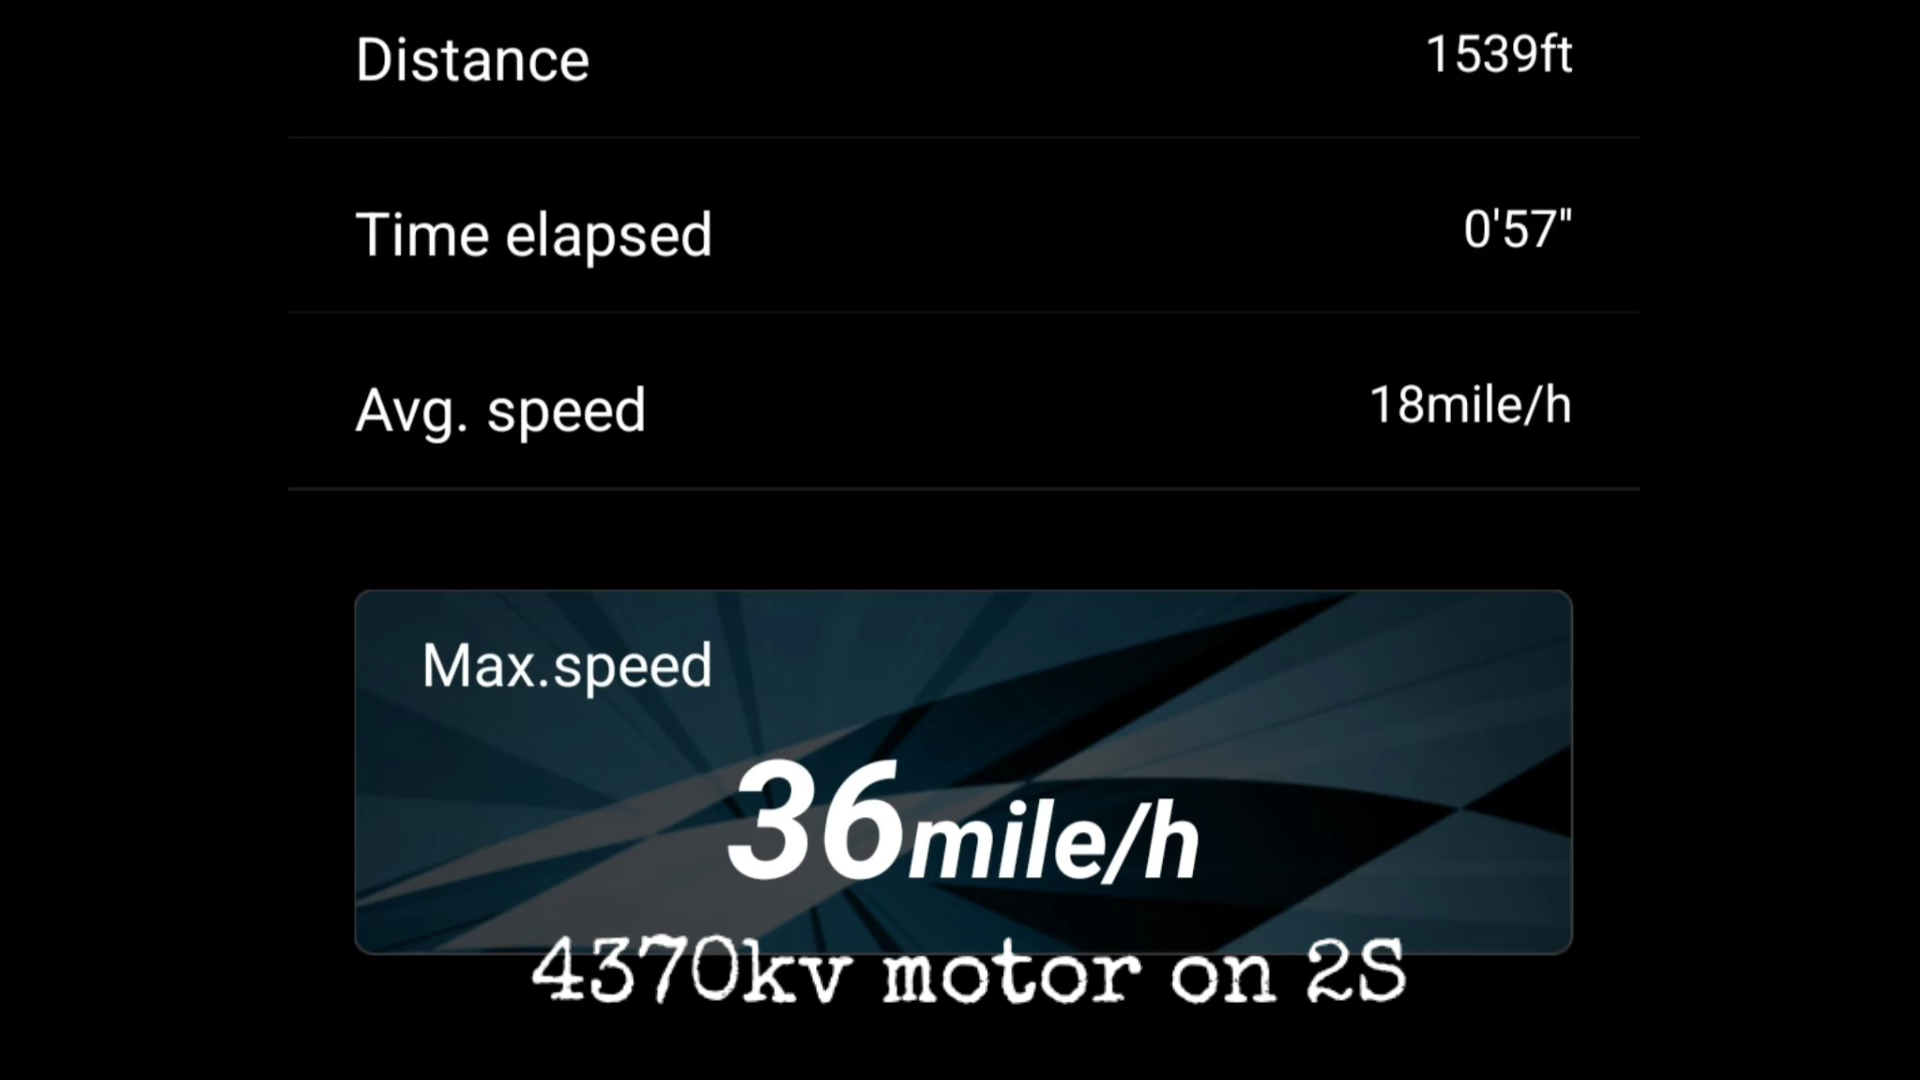 Distance 1539ft
Time elapsed 0'57"
Avg. speed 18mile/h
Max.speed
36mile/h
4370kv motor on 2S